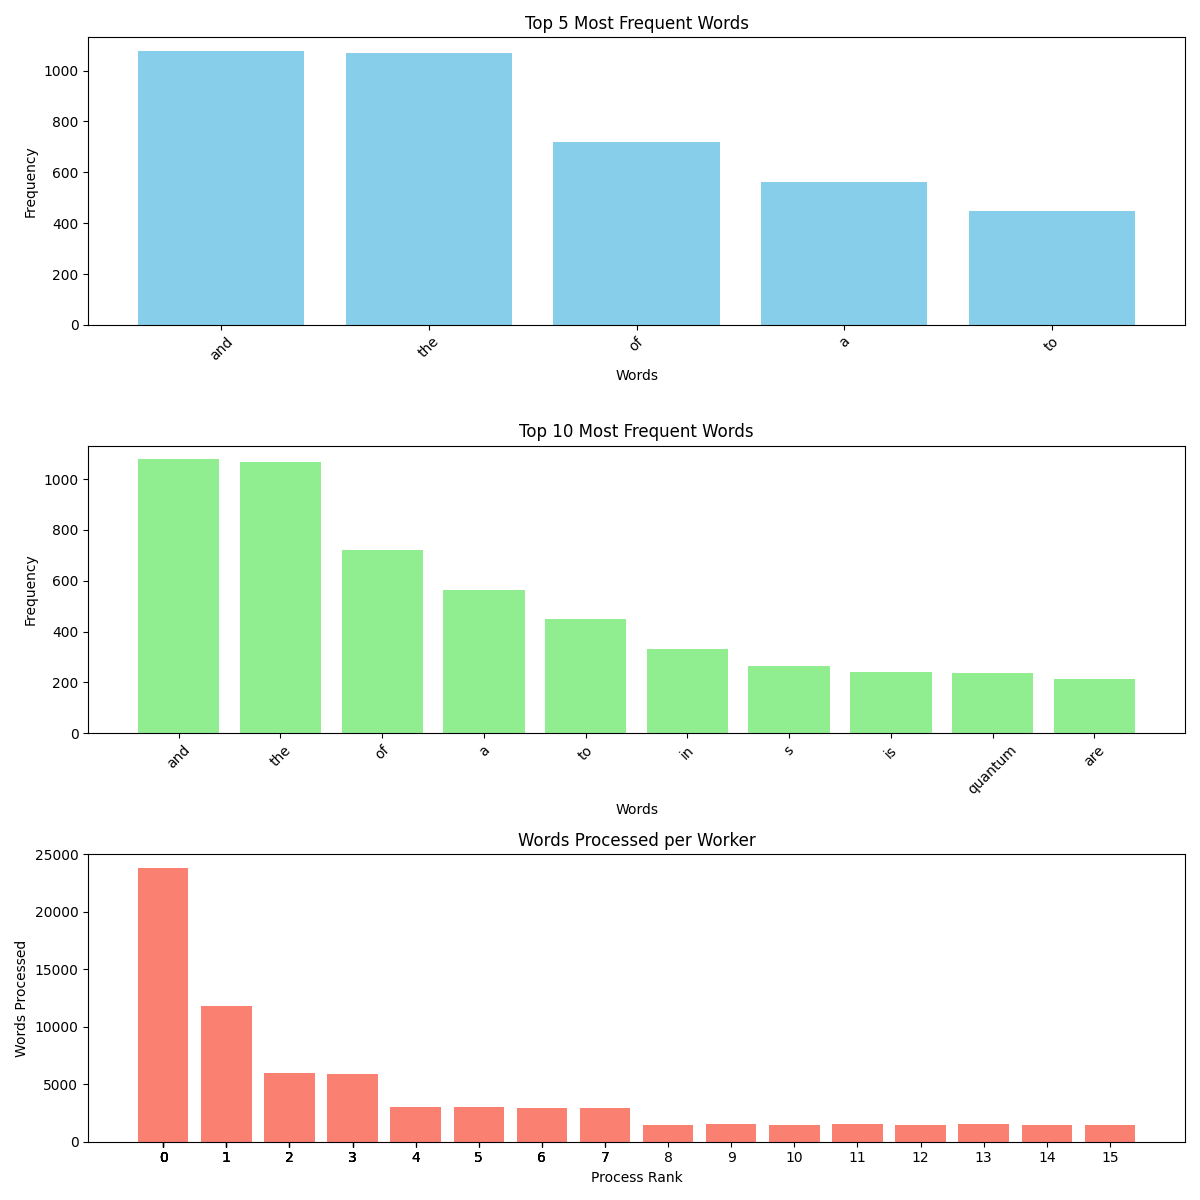 Top 5 Most Frequent Words
Frequency
1000
800
600
400
200
0
and the of a to
Words
Top 10 Most Frequent Words
Frequency
1000
800
600
400
200
0
and the of a to in s is quantum are
Words
Words Processed per Worker
Words Processed
25000
20000
15000
10000
5000
0
0 1 2 3 4 5 6 7 8 9 10 11 12 13 14 15
Process Rank